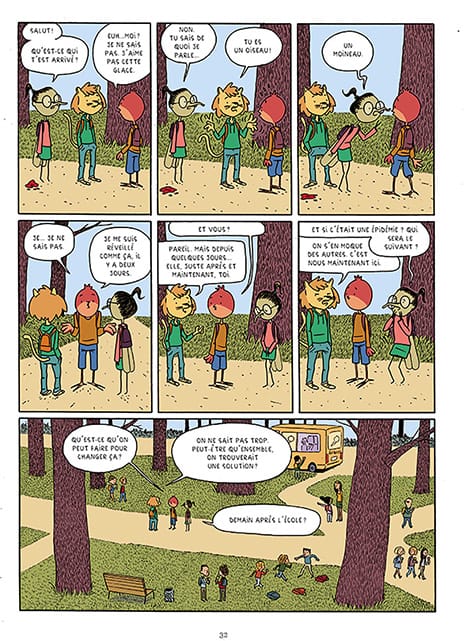 SALUT!
QU'EST-CE QUI
T'EST ARRIVÉ?
EUH...MOI?
JE NE SAIS
PAS. J'AIME
PAS CETTE
GLACE.
NON.
TU SAIS DE
QUOI JE
PARLE...
TU ES
UN OISEAU!
UN
MOINEAU.
JE... JE NE
SAIS PAS.
JE ME SUIS
RÉVEILLÉ
COMME ÇA, IL
Y A DEUX
JOURS.
ET VOUS?
PAREIL. MAIS DEPUIS
QUELQUES JOURS...
ELLE, JUSTE APRÈS ET
MAINTENANT, TOI.
ET SI C'ÉTAIT UNE ÉPIDÉMIE?
QUI
SERA LE
SUIVANT?
ON S'EN MOQUE
DES AUTRES. C'EST
NOUS MAINTENANT ICI.
QU'EST-CE QU'ON
PEUT FAIRE POUR
CHANGER ÇA?
ON NE SAIT PAS TROP.
PEUT-ÊTRE QU'ENSEMBLE,
ON TROUVERAIT
UNE SOLUTION?
DEMAIN APRÈS L'ÉCOLE?
32